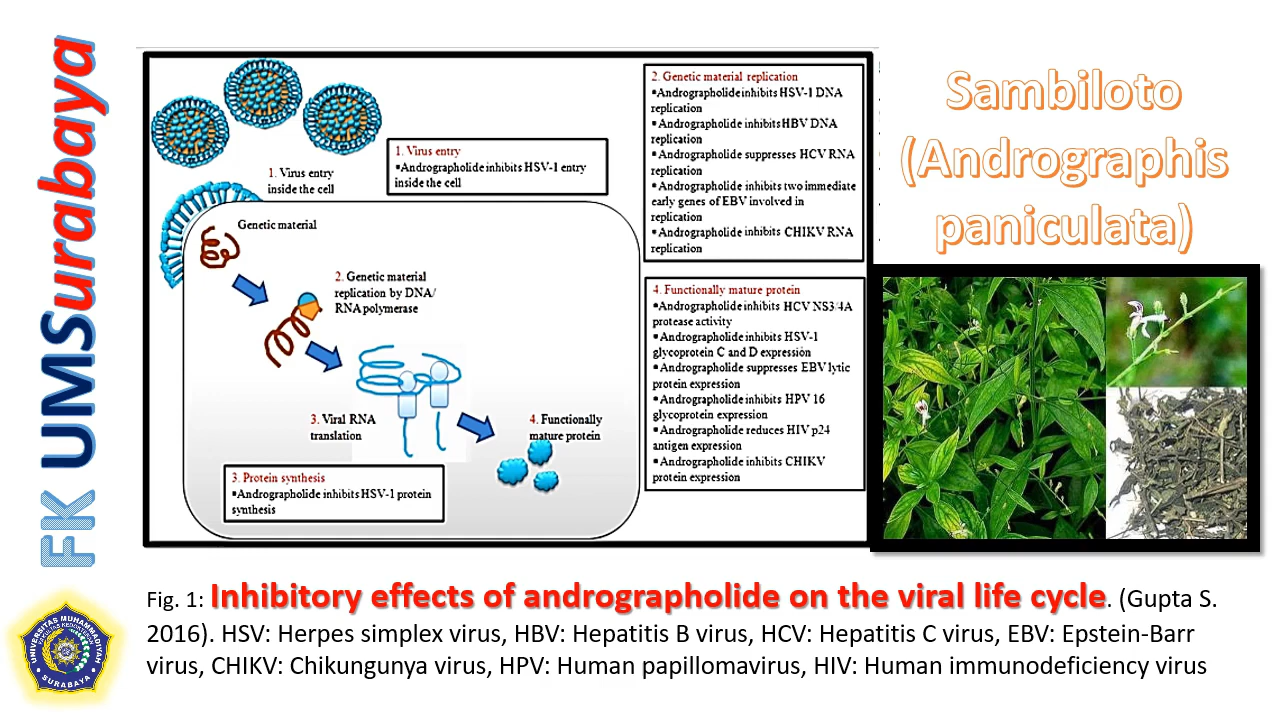 FK UMSurabaya
1. Virus entry
inside the cell
1. Virus entry
▪Andrographolide inhibits HSV-1 entry
inside the cell
Genetic material
2. Genetic material
replication by DNA/
RNA polymerase
3. Viral RNA
translation
4. Functionally
mature protein
3. Protein synthesis
▪Andrographolide inhibits HSV-1 protein
synthesis
2. Genetic material replication
▪Andrographolide inhibits HSV-1 DNA
replication
▪Andrographolide inhibits HBV DNA
replication
▪Andrographolide suppresses HCV RNA
replication
▪Andrographolide inhibits two immediate
early genes of EBV involved in
replication
▪Andrographolide inhibits CHIKV RNA
replication
4. Functionally mature protein
▪Andrographolide inhibits HCV NS3/4A
protease activity
▪Andrographolide inhibits HSV-1
glycoprotein C and D expression
▪Andrographolide suppresses EBV lytic
protein expression
▪Andrographolide inhibits HPV 16
glycoprotein expression
▪Andrographolide reduces HIV p24
antigen expression
▪Andrographolide inhibits CHIKV
protein expression
Sambiloto
(Andrographis
paniculata)
Fig. 1: Inhibitory effects of andrographolide on the viral life cycle. (Gupta S.
2016). HSV: Herpes simplex virus, HBV: Hepatitis B virus, HCV: Hepatitis C virus, EBV: Epstein-Barr
virus, CHIKV: Chikungunya virus, HPV: Human papillomavirus, HIV: Human immunodeficiency virus
UNIVERSITAS MUHAMMADIYAH
FAKULTAS KEDOKTERAN
SURABAYA